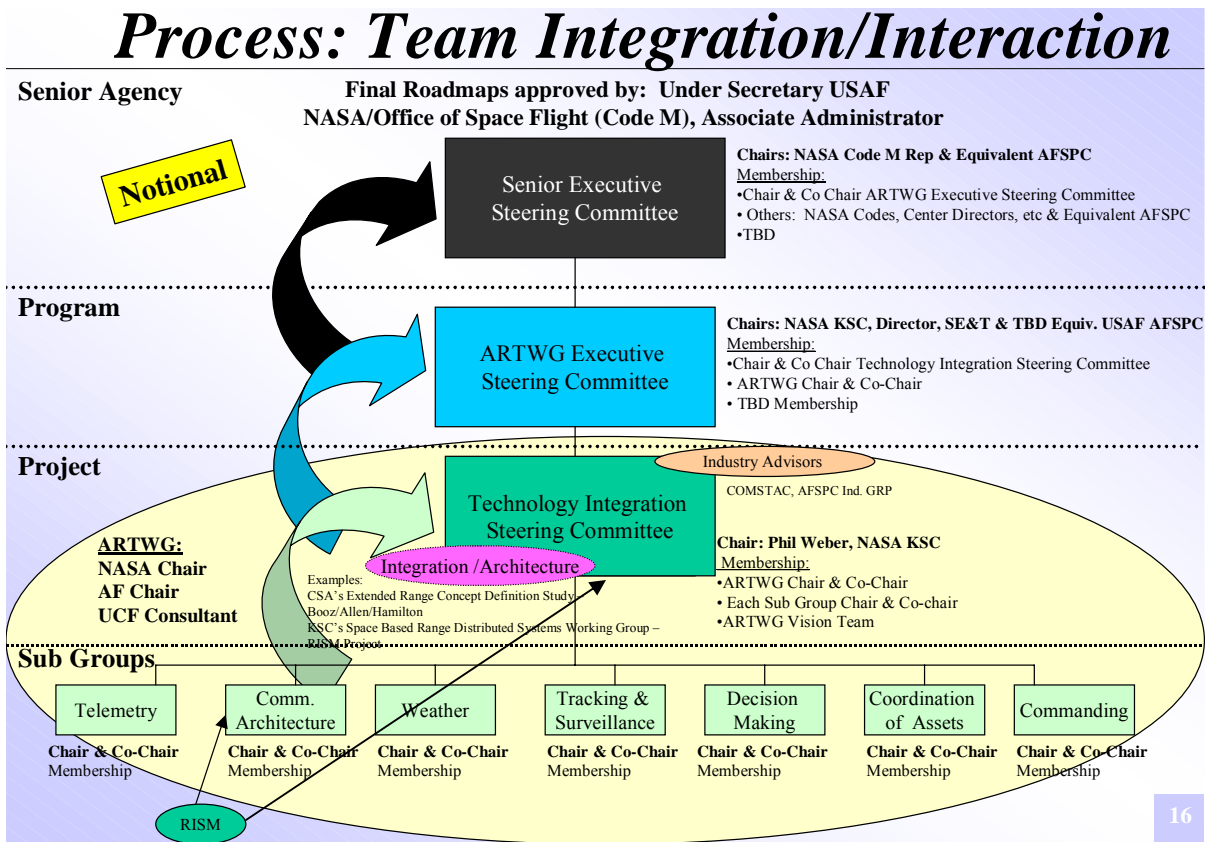 Process: Team Integration/Interaction
Senior Agency
Final Roadmaps approved by: Under Secretary USAF
NASA/Office of Space Flight (Code M), Associate Administrator
Notional
Senior Executive
Steering Committee
Chairs: NASA Code M Rep & Equivalent AFSPC
Membership:
•Chair & Co Chair ARTWG Executive Steering Committee
• Others: NASA Codes, Center Directors, etc & Equivalent AFSPC
•TBD
Program
ARTWG Executive
Steering Committee
Chairs: NASA KSC, Director, SE&T & TBD Equiv. USAF AFSPC
Membership:
•Chair & Co Chair Technology Integration Steering Committee
• ARTWG Chair & Co-Chair
• TBD Membership
Project
Industry Advisors
COMSTAC, AFSPC Ind. GRP
Technology Integration
Steering Committee
Integration /Architecture
ARTWG:
NASA Chair
AF Chair
UCF Consultant
Examples:
CSA's Extended Range Concept Definition Study
Booz/Allen/Hamilton
KSC's Space Based Range Distributed Systems Working Group –
RISM Project
Chair: Phil Weber, NASA KSC
Membership:
•ARTWG Chair & Co-Chair
• Each Sub Group Chair & Co-chair
•ARTWG Vision Team
Sub Groups
Telemetry
Chair & Co-Chair
Membership
Comm.
Architecture
Chair & Co-Chair
Membership
Weather
Chair & Co-Chair
Membership
Tracking &
Surveillance
Chair & Co-Chair
Membership
Decision
Making
Chair & Co-Chair
Membership
Coordination
of Assets
Chair & Co-Chair
Membership
Commanding
Chair & Co-Chair
Membership
RISM
16